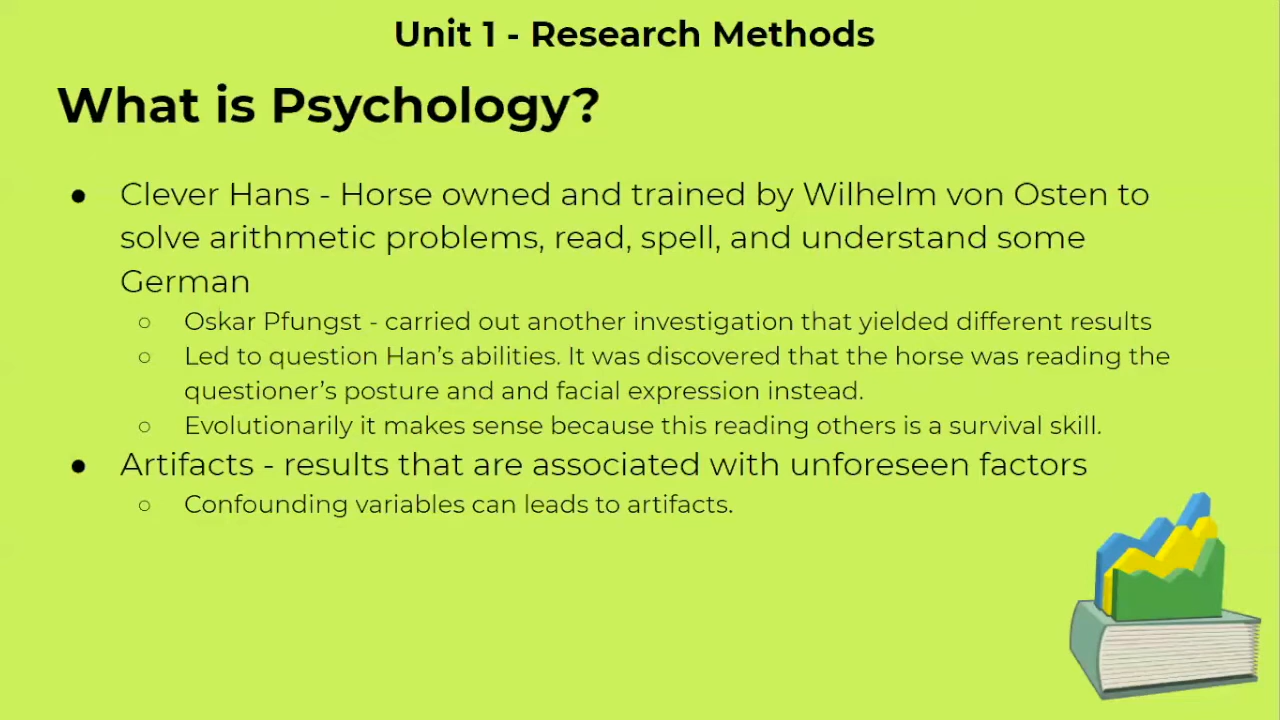 Unit 1 - Research Methods
What is Psychology?
● Clever Hans - Horse owned and trained by Wilhelm von Osten to
solve arithmetic problems, read, spell, and understand some
German
○ Oskar Pfungst - carried out another investigation that yielded different results
○ Led to question Han’s abilities. It was discovered that the horse was reading the
questioner’s posture and and facial expression instead.
○ Evolutionarily it makes sense because this reading others is a survival skill.
● Artifacts - results that are associated with unforeseen factors
○ Confounding variables can leads to artifacts.